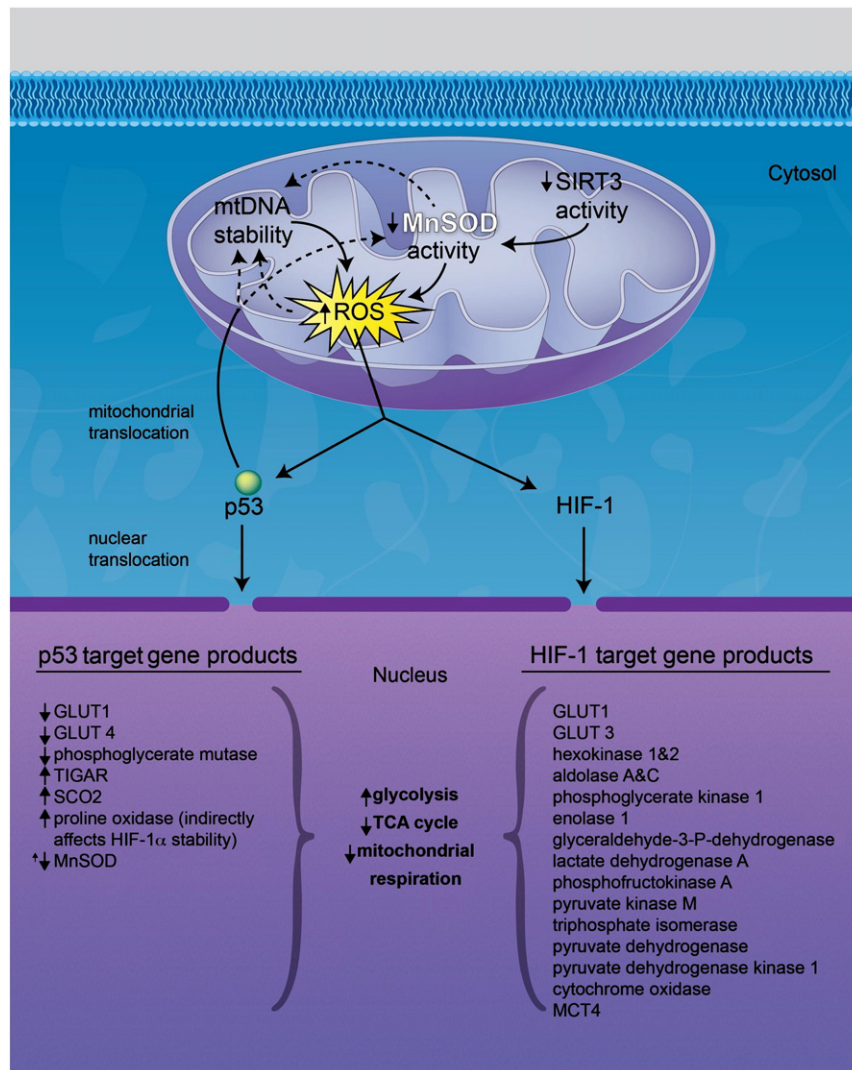 Cytosol
mtDNA
stability
↓MnSOD
activity
↓SIRT3
activity
↑ROS
mitochondrial
translocation
p53
HIF-1
nuclear
translocation
p53 target gene products
↓GLUT1
↓GLUT 4
↓phosphoglycerate mutase
↑TIGAR
↑SCO2
↑proline oxidase (indirectly
affects HIF-1α stability)
↑↓MnSOD
Nucleus
↑glycolysis
↓TCA cycle
↓mitochondrial
respiration
HIF-1 target gene products
GLUT1
GLUT 3
hexokinase 1&2
aldolase A&C
phosphoglycerate kinase 1
enolase 1
glyceraldehyde-3-P-dehydrogenase
lactate dehydrogenase A
phosphofructokinase A
pyruvate kinase M
triphosphate isomerase
pyruvate dehydrogenase
pyruvate dehydrogenase kinase 1
cytochrome oxidase
MCT4